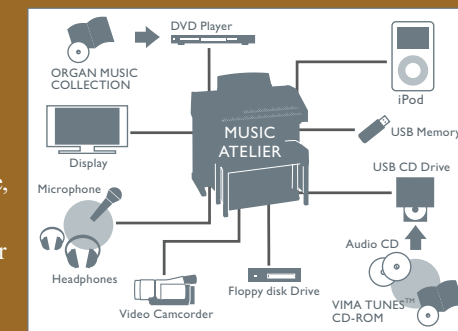 DVD Player
ORGAN MUSIC
COLLECTION
iPod
MUSIC
ATELIER
USB Memory
Display
USB CD Drive
Microphone
Audio CD
Headphones
Floppy disk Drive
VIMA TUNES™
CD-ROM
Video Camcorder